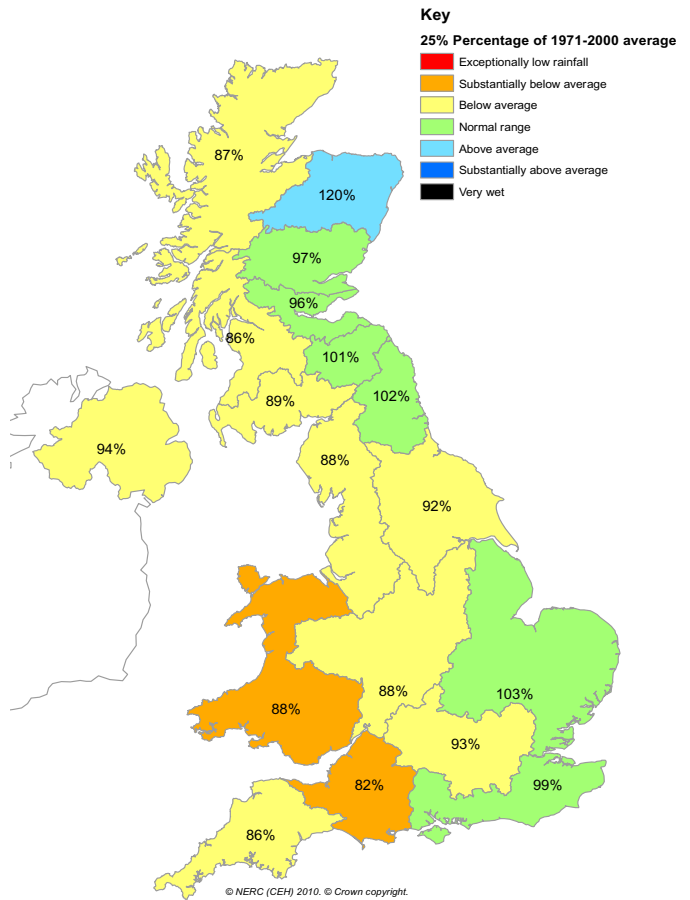 Key
25% Percentage of 1971-2000 average
Exceptionally low rainfall
Substantially below average
Below average
Normal range
Above average
Substantially above average
Very wet
87%
120%
97%
96%
86%
101%
89%
102%
94%
88%
92%
88%
88%
103%
93%
82%
99%
86%
© NERC (CEH) 2010. © Crown copyright.